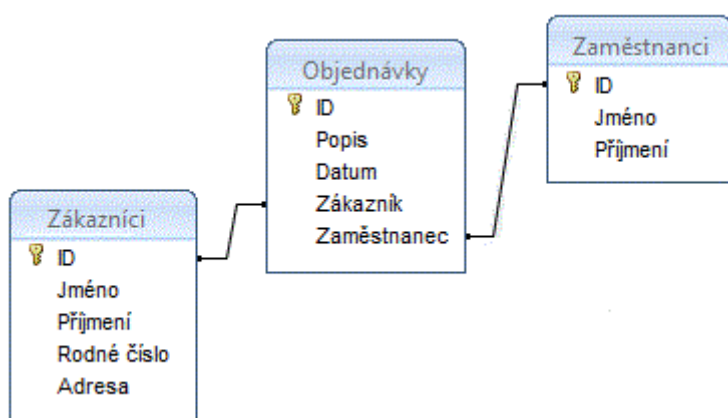 Zákazníci
ID
Jméno
Příjmení
Rodné číslo
Adresa
Objednávky
ID
Popis
Datum
Zákazník
Zaměstnanec
Zaměstnanci
ID
Jméno
Příjmení